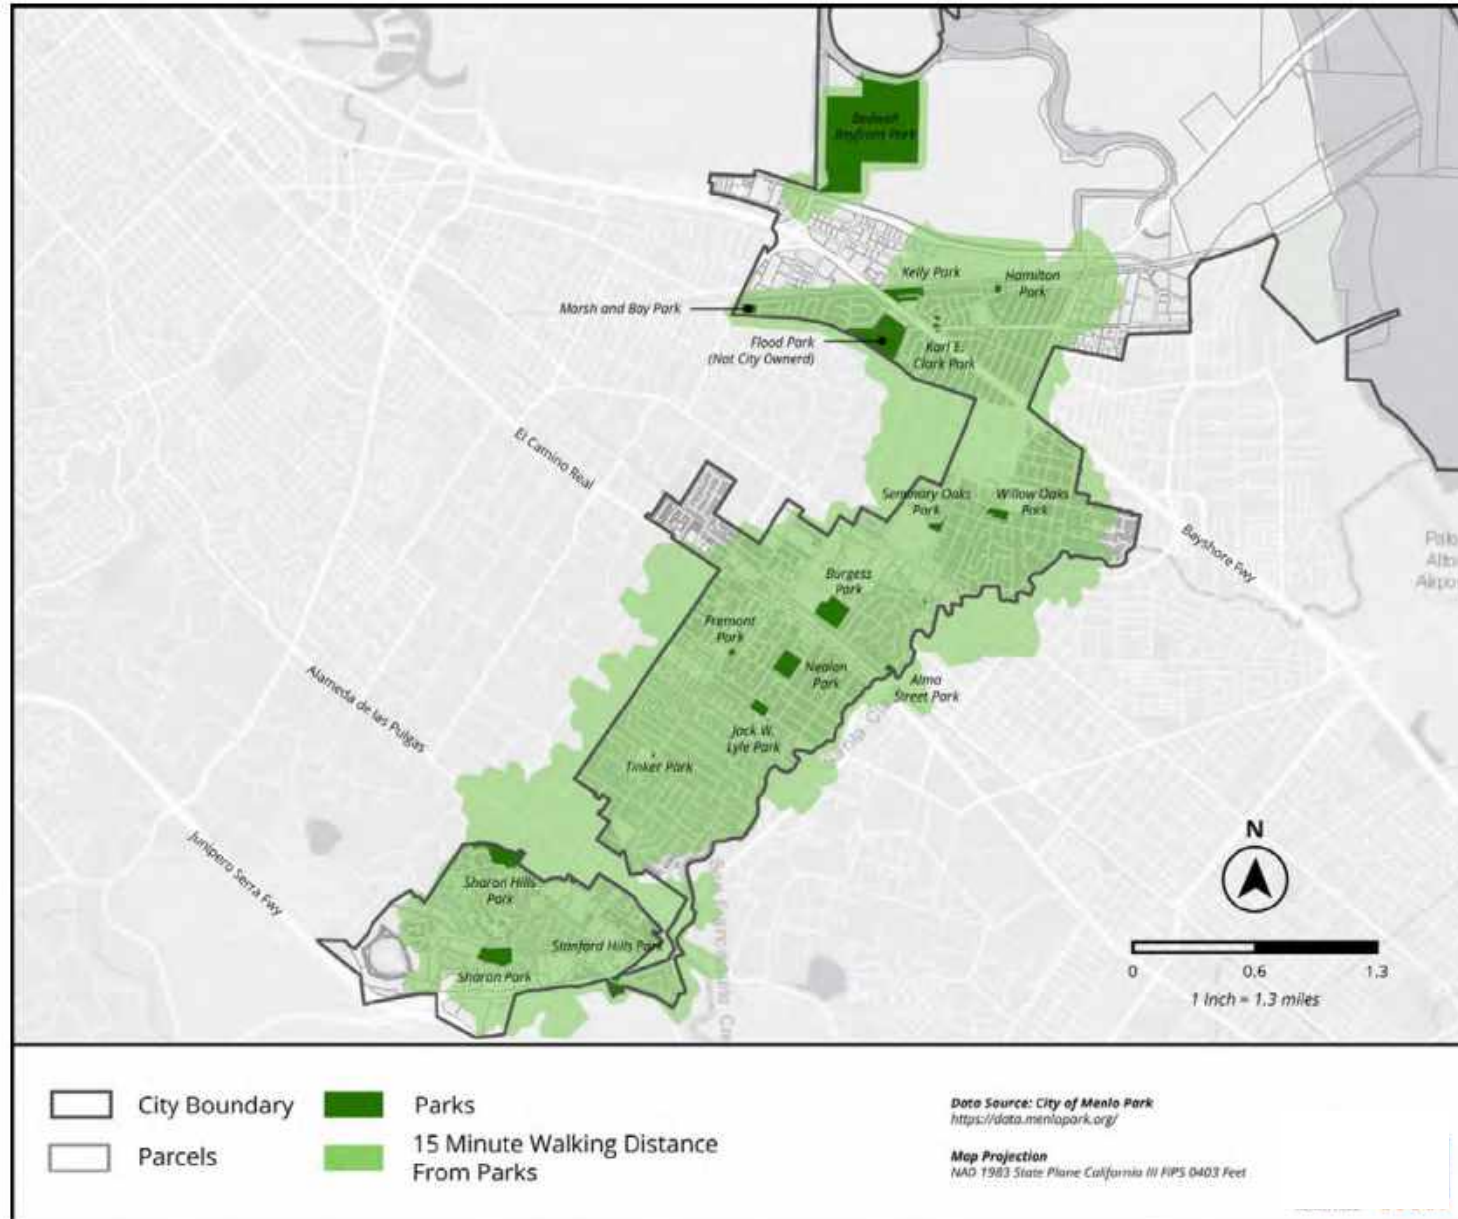 Bayfront Park
Kelly Park
Hamilton
Park
Marsh and Bay Park
Flood Park
(Not City Ownerd)
Karl E.
Clark Park
El Camino Real
Seminary Oaks
Park
Willow Oaks
Park
Bayshore Fwy
Palo
Alto
Airpo
Burgess
Park
Fremont
Park
Nealon
Park
Alma
Street Park
Jack W.
Lyle Park
Tinker Park
Alameda de las Pulgas
Junipero Serra Fwy
Sharon Hills
Park
Stanford Hills Park
Sharon Park
N
0 0.6 1.3
1 Inch = 1.3 miles
City Boundary
Parcels
Parks
15 Minute Walking Distance
From Parks
Data Source: City of Menlo Park
https://data.menlopark.org/
Map Projection
NAD 1983 State Plane California III FIPS 0403 Feet